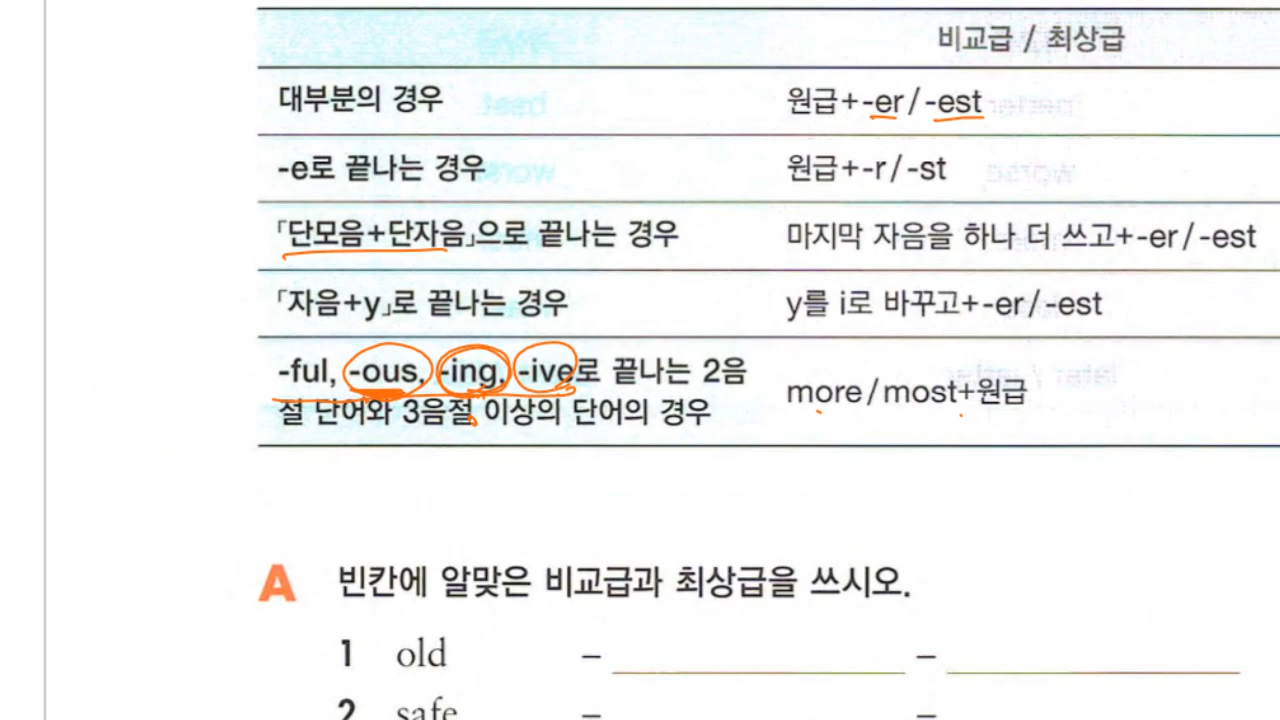 비교급 / 최상급
대부분의 경우 원급+-er/-est
-e로 끝나는 경우 원급+-r/-st
「단모음+단자음」으로 끝나는 경우 마지막 자음을 하나 더 쓰고+-er/-est
「자음+y」로 끝나는 경우 y를 i로 바꾸고+-er/-est
-ful, -ous, -ing, -ive로 끝나는 2음
절 단어와 3음절 이상의 단어의 경우 more/most+원급
A 빈칸에 알맞은 비교급과 최상급을 쓰시오.
1 old – –
2 safe – –